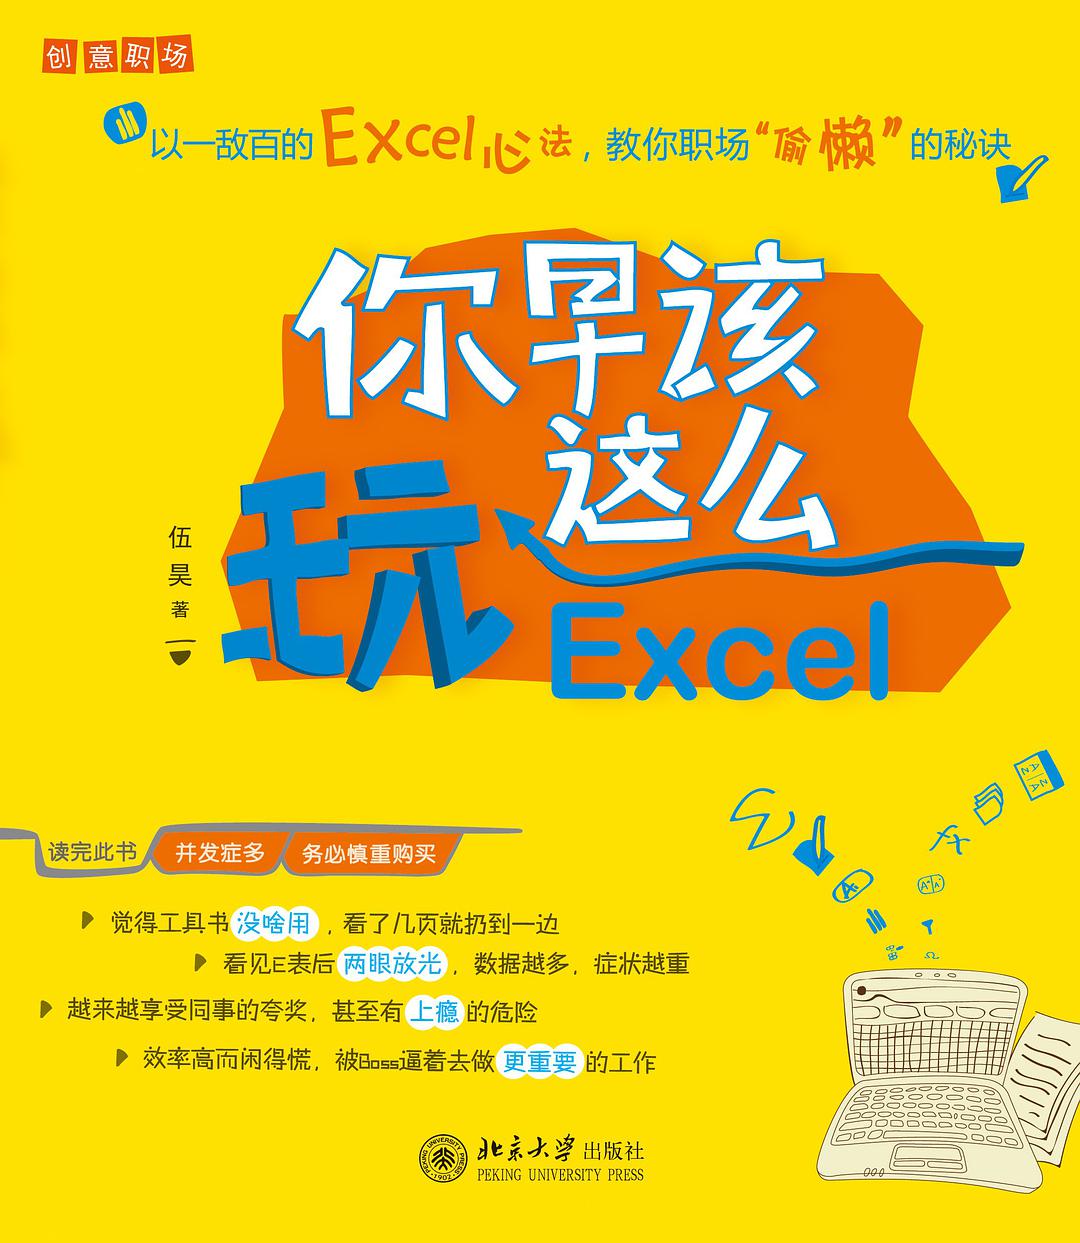 创意职场
以一敌百的Excel心法，教你职场“偷懒”的秘诀
你早该
这么
玩
Excel
伍昊 著
读完此书 并发症多 务必慎重购买
觉得工具书没啥用，看了几页就扔到一边
看见E表后两眼放光，数据越多，症状越重
越来越享受同事的夸奖，甚至有上瘾的危险
效率高而闲得慌，被Boss逼着去做更重要的工作
北京大学出版社
PEKING UNIVERSITY PRESS
PEKING UNIVERSITY PRESS
1902